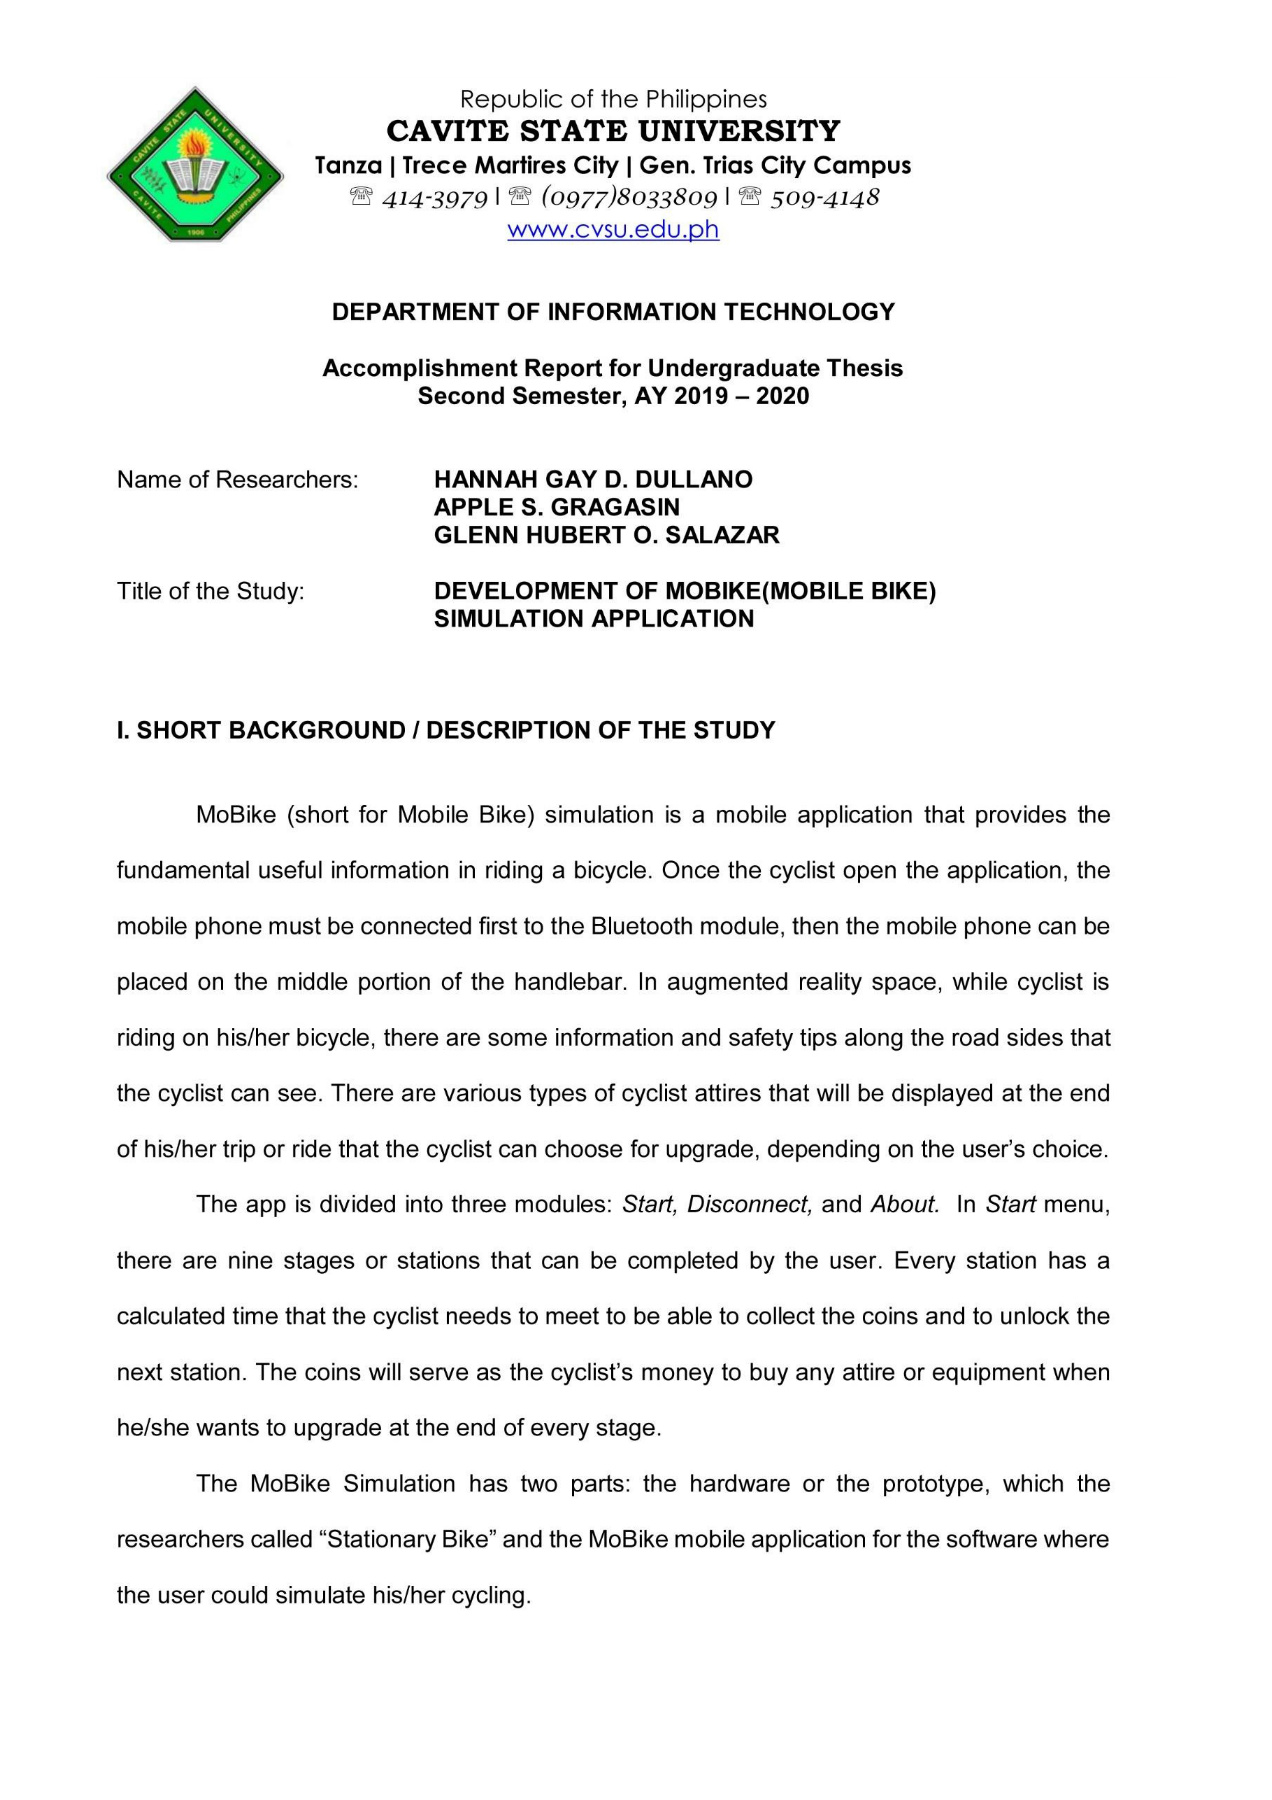 CAVITE STATE UNIVERSITY
CAVITE PHILIPPINES
1906
Republic of the Philippines
CAVITE STATE UNIVERSITY
Tanza | Trece Martires City | Gen. Trias City Campus
☏ 414-3979 | ☏ (0977)8033809 | ☏ 509-4148
www.cvsu.edu.ph
DEPARTMENT OF INFORMATION TECHNOLOGY
Accomplishment Report for Undergraduate Thesis
Second Semester, AY 2019 – 2020
Name of Researchers: HANNAH GAY D. DULLANO
APPLE S. GRAGASIN
GLENN HUBERT O. SALAZAR
Title of the Study: DEVELOPMENT OF MOBIKE(MOBILE BIKE)
SIMULATION APPLICATION
I. SHORT BACKGROUND / DESCRIPTION OF THE STUDY
MoBike (short for Mobile Bike) simulation is a mobile application that provides the
fundamental useful information in riding a bicycle. Once the cyclist open the application, the
mobile phone must be connected first to the Bluetooth module, then the mobile phone can be
placed on the middle portion of the handlebar. In augmented reality space, while cyclist is
riding on his/her bicycle, there are some information and safety tips along the road sides that
the cyclist can see. There are various types of cyclist attires that will be displayed at the end
of his/her trip or ride that the cyclist can choose for upgrade, depending on the user’s choice.
The app is divided into three modules: Start, Disconnect, and About. In Start menu,
there are nine stages or stations that can be completed by the user. Every station has a
calculated time that the cyclist needs to meet to be able to collect the coins and to unlock the
next station. The coins will serve as the cyclist’s money to buy any attire or equipment when
he/she wants to upgrade at the end of every stage.
The MoBike Simulation has two parts: the hardware or the prototype, which the
researchers called “Stationary Bike” and the MoBike mobile application for the software where
the user could simulate his/her cycling.